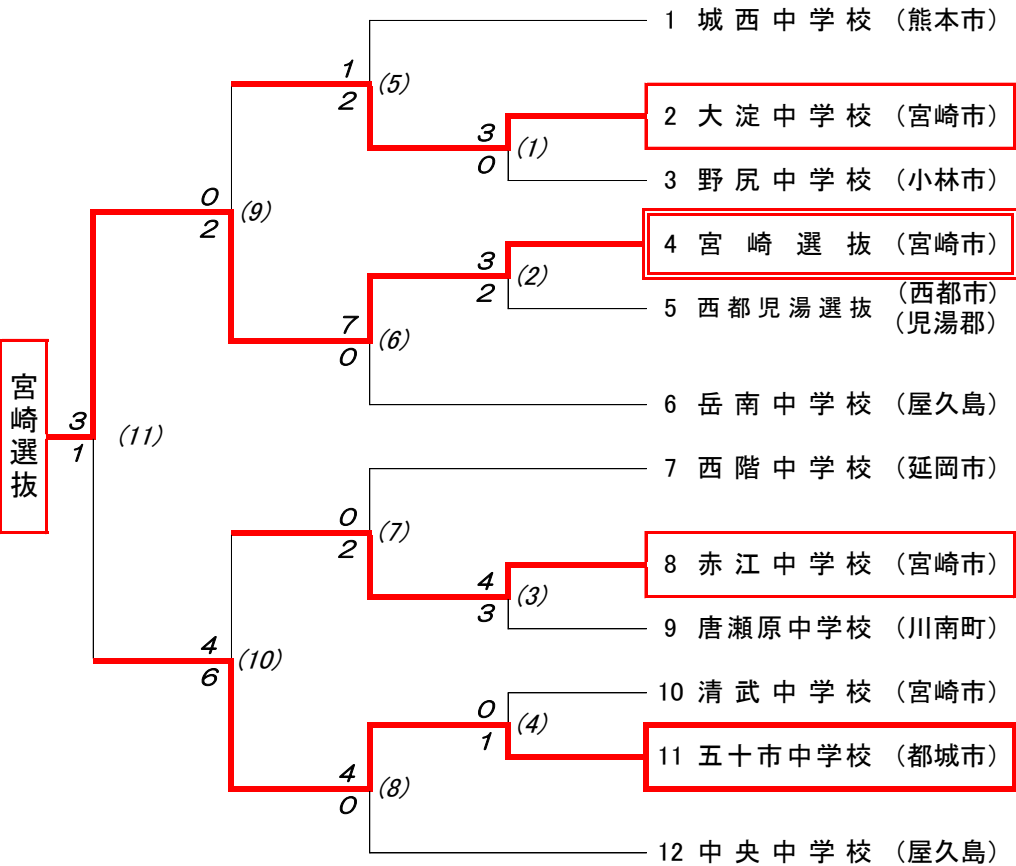 1 城西中学校 (熊本市)
1
2
(5)
2 大淀中学校 (宮崎市)
3
0
(1)
3 野尻中学校 (小林市)
0
2
(9)
4 宮崎選抜 (宮崎市)
3
2
(2)
5 西都児湯選抜 (西都市)
(児湯郡)
7
0
(6)
6 岳南中学校 (屋久島)
宮崎選抜
3
1
(11)
7 西階中学校 (延岡市)
0
2
(7)
8 赤江中学校 (宮崎市)
4
3
(3)
9 唐瀬原中学校 (川南町)
4
6
(10)
10 清武中学校 (宮崎市)
0
1
(4)
11 五十市中学校 (都城市)
4
0
(8)
12 中央中学校 (屋久島)